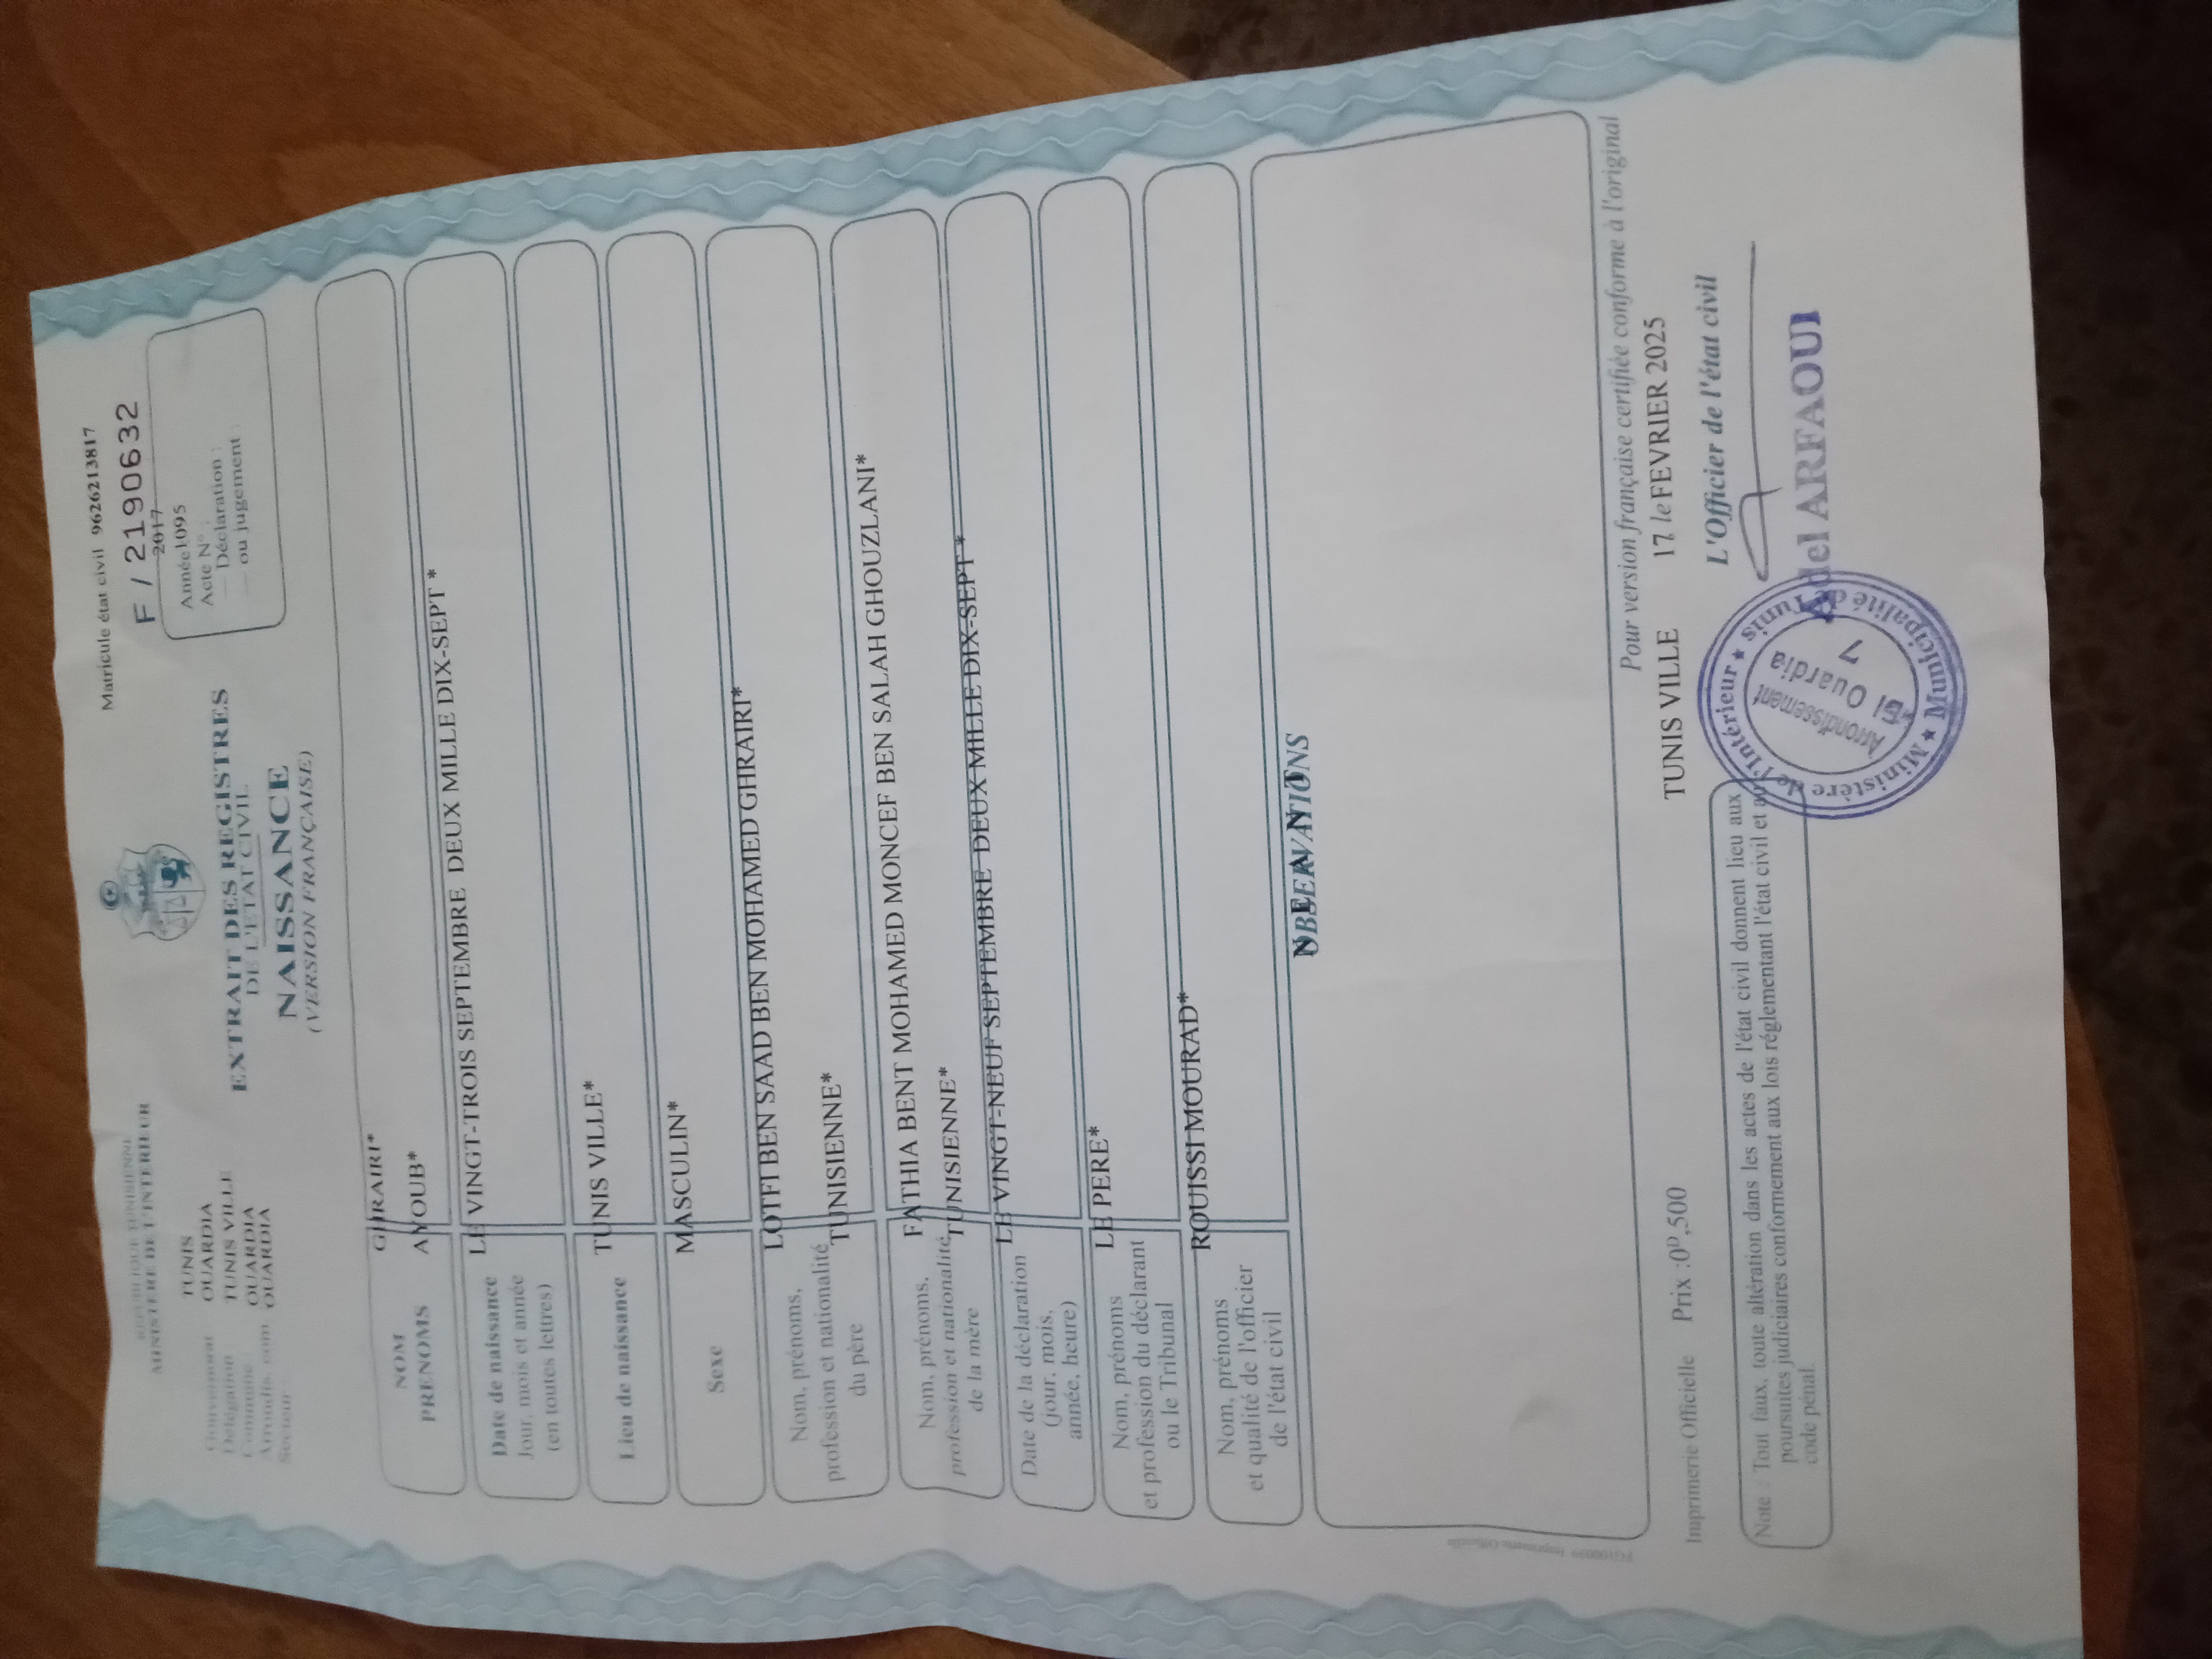 REPUBLIQUE TUNISIENNE
MINISTERE DE L'INTERIEUR
Gouvernorat TUNIS
Délégation OUARDIA
Commune TUNIS VILLE
Arrondis. com OUARDIA
Secteur OUARDIA
EXTRAIT DES REGISTRES
DE L'ETAT CIVIL
NAISSANCE
(VERSION FRANÇAISE)
Matricule état civil 9626213817
F / 2190632
2017
Année 1095
Acte N° :
Déclaration :
ou jugement :
NOM GHRAIRI*
PRENOMS AYOUB*
Date de naissance
Jour, mois et année
(en toutes lettres)
LE VINGT-TROIS SEPTEMBRE DEUX MILLE DIX-SEPT *
Lieu de naissance TUNIS VILLE*
Sexe MASCULIN*
Nom, prénoms,
profession et nationalité
du père
LOTFI BEN SAAD BEN MOHAMED GHRAIRI*
TUNISIENNE*
Nom, prénoms,
profession et nationalité
de la mère
FATHIA BENT MOHAMED MONCEF BEN SALAH GHOUZLANI*
TUNISIENNE*
Date de la déclaration
(jour, mois,
année, heure)
LE VINGT-NEUF SEPTEMBRE DEUX MILLE DIX-SEPT *
Nom, prénoms
et profession du déclarant
ou le Tribunal
LE PERE*
Nom, prénoms
et qualité de l'officier
de l'état civil
ROUISSI MOURAD*
OBSERVATIONS
NEANT
Pour version française certifiée conforme à l'original
TUNIS VILLE 17 le FEVRIER 2025
L'Officier de l'état civil
Adel ARFAOUI
Ministère de l'Intérieur ★ Municipalité de Tunis ★
Arrondissement
El Ouardia
7
Imprimerie Officielle Prix :0ᴰ,500
Note : Tout faux, toute altération dans les actes de l'état civil donnent lieu aux
poursuites judiciaires conformement aux lois réglementant l'état civil et au
code pénal.